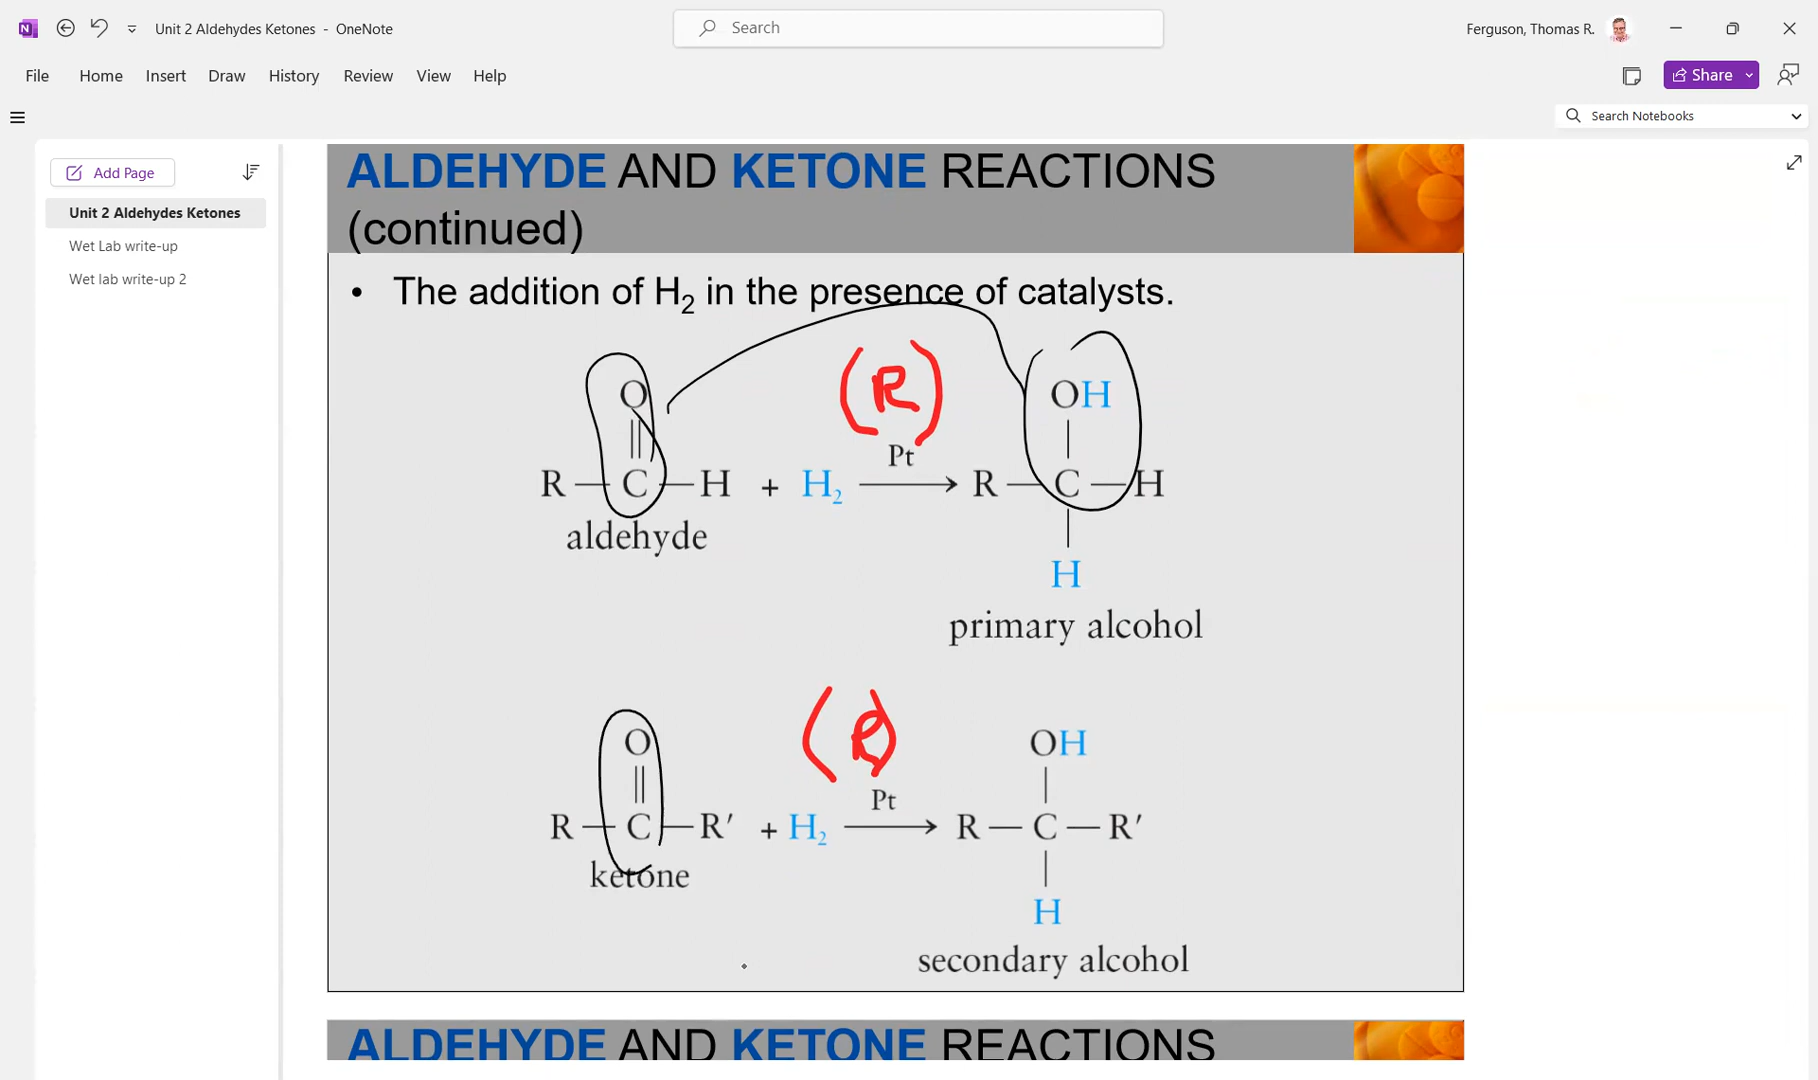 Unit 2 Aldehydes Ketones - OneNote
Search
Ferguson, Thomas R.
File Home Insert Draw History Review View Help
Share
Search Notebooks
Add Page
Unit 2 Aldehydes Ketones
Wet Lab write-up
Wet lab write-up 2
ALDEHYDE AND KETONE REACTIONS
(continued)
• The addition of H₂ in the presence of catalysts.
(R)
O OH
Pt
R — C — H + H₂ → R — C — H
aldehyde
H
primary alcohol
(R)
O OH
Pt
R — C — R′ + H₂ → R — C — R′
ketone
H
secondary alcohol
ALDEHYDE AND KETONE REACTIONS